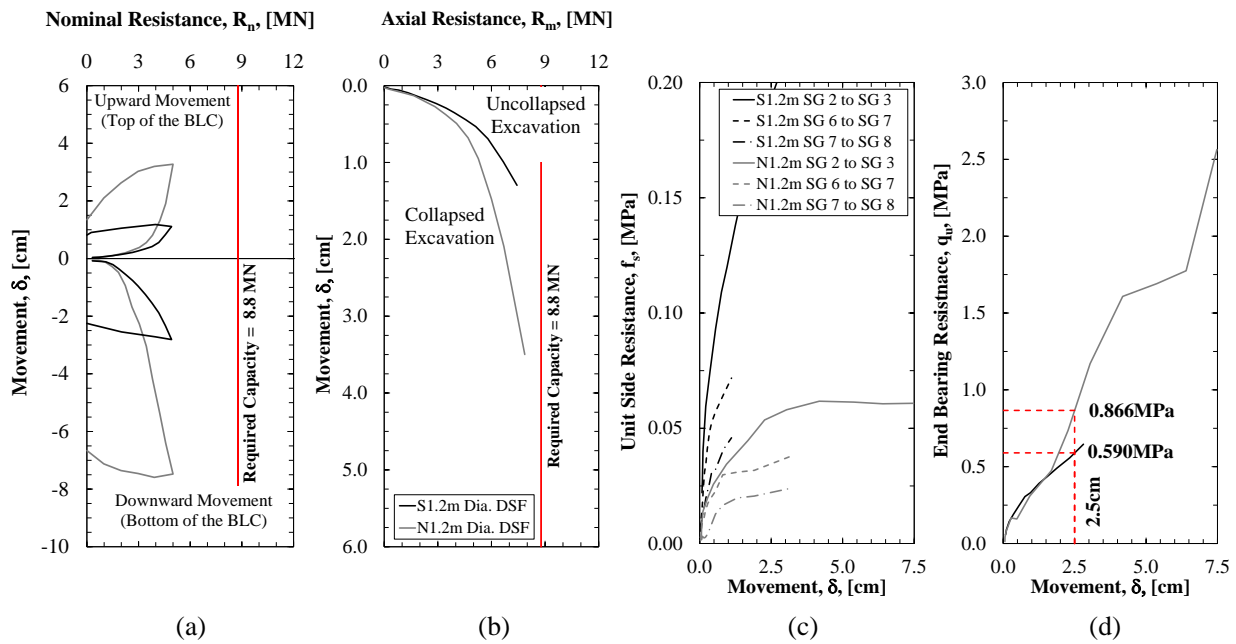 Nominal Resistance, Rn, [MN]
0 3 6 9 12
6
4
2
0
-2
-4
-6
-8
-10
Movement, δ, [cm]
Upward Movement
(Top of the BLC)
Required Capacity = 8.8 MN
Downward Movement
(Bottom of the BLC)
(a)
Axial Resistance, Rm, [MN]
0 3 6 9 12
0.0
1.0
2.0
3.0
4.0
5.0
6.0
Movement, δ, [cm[
Uncollapsed
Excavation
Collapsed
Excavation
Required Capacity = 8.8 MN
S1.2m Dia. DSF
N1.2m Dia. DSF
(b)
0.20
0.15
0.10
0.05
0.00
Unit Side Resistance, fs, [MPa]
S1.2m SG 2 to SG 3
S1.2m SG 6 to SG 7
S1.2m SG 7 to SG 8
N1.2m SG 2 to SG 3
N1.2m SG 6 to SG 7
N1.2m SG 7 to SG 8
0.0 2.5 5.0 7.5
Movement, δ, [cm]
(c)
3.0
2.5
2.0
1.5
1.0
0.5
0.0
End Bearing Resistnace, qu, [MPa]
0.866MPa
0.590MPa
2.5cm
0.0 2.5 5.0 7.5
Movement, δ, [cm]
(d)